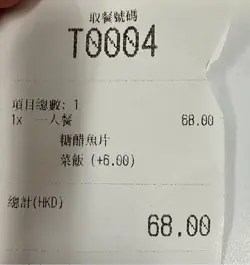 取餐號碼
T0004
項目總數: 1
1x 一人餐 68.00
糖醋魚片
菜飯 (+6.00)
總計(HKD)
68.00